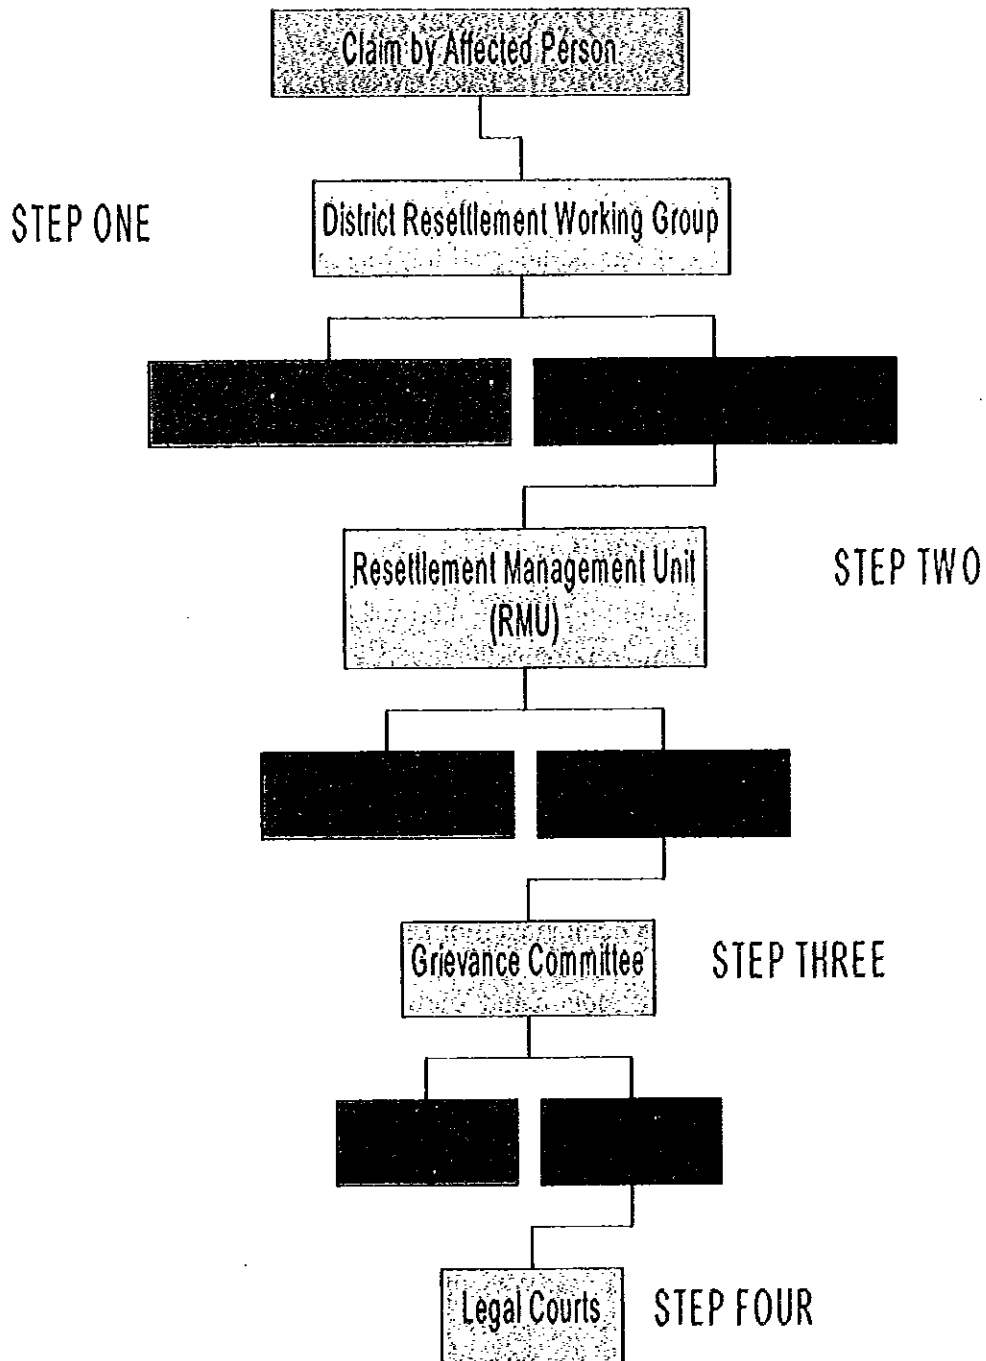 Claim by Affected Person
STEP ONE
District Resettlement Working Group
Resettlement Management Unit
(RMU)
STEP TWO
Grievance Committee
STEP THREE
Legal Courts
STEP FOUR